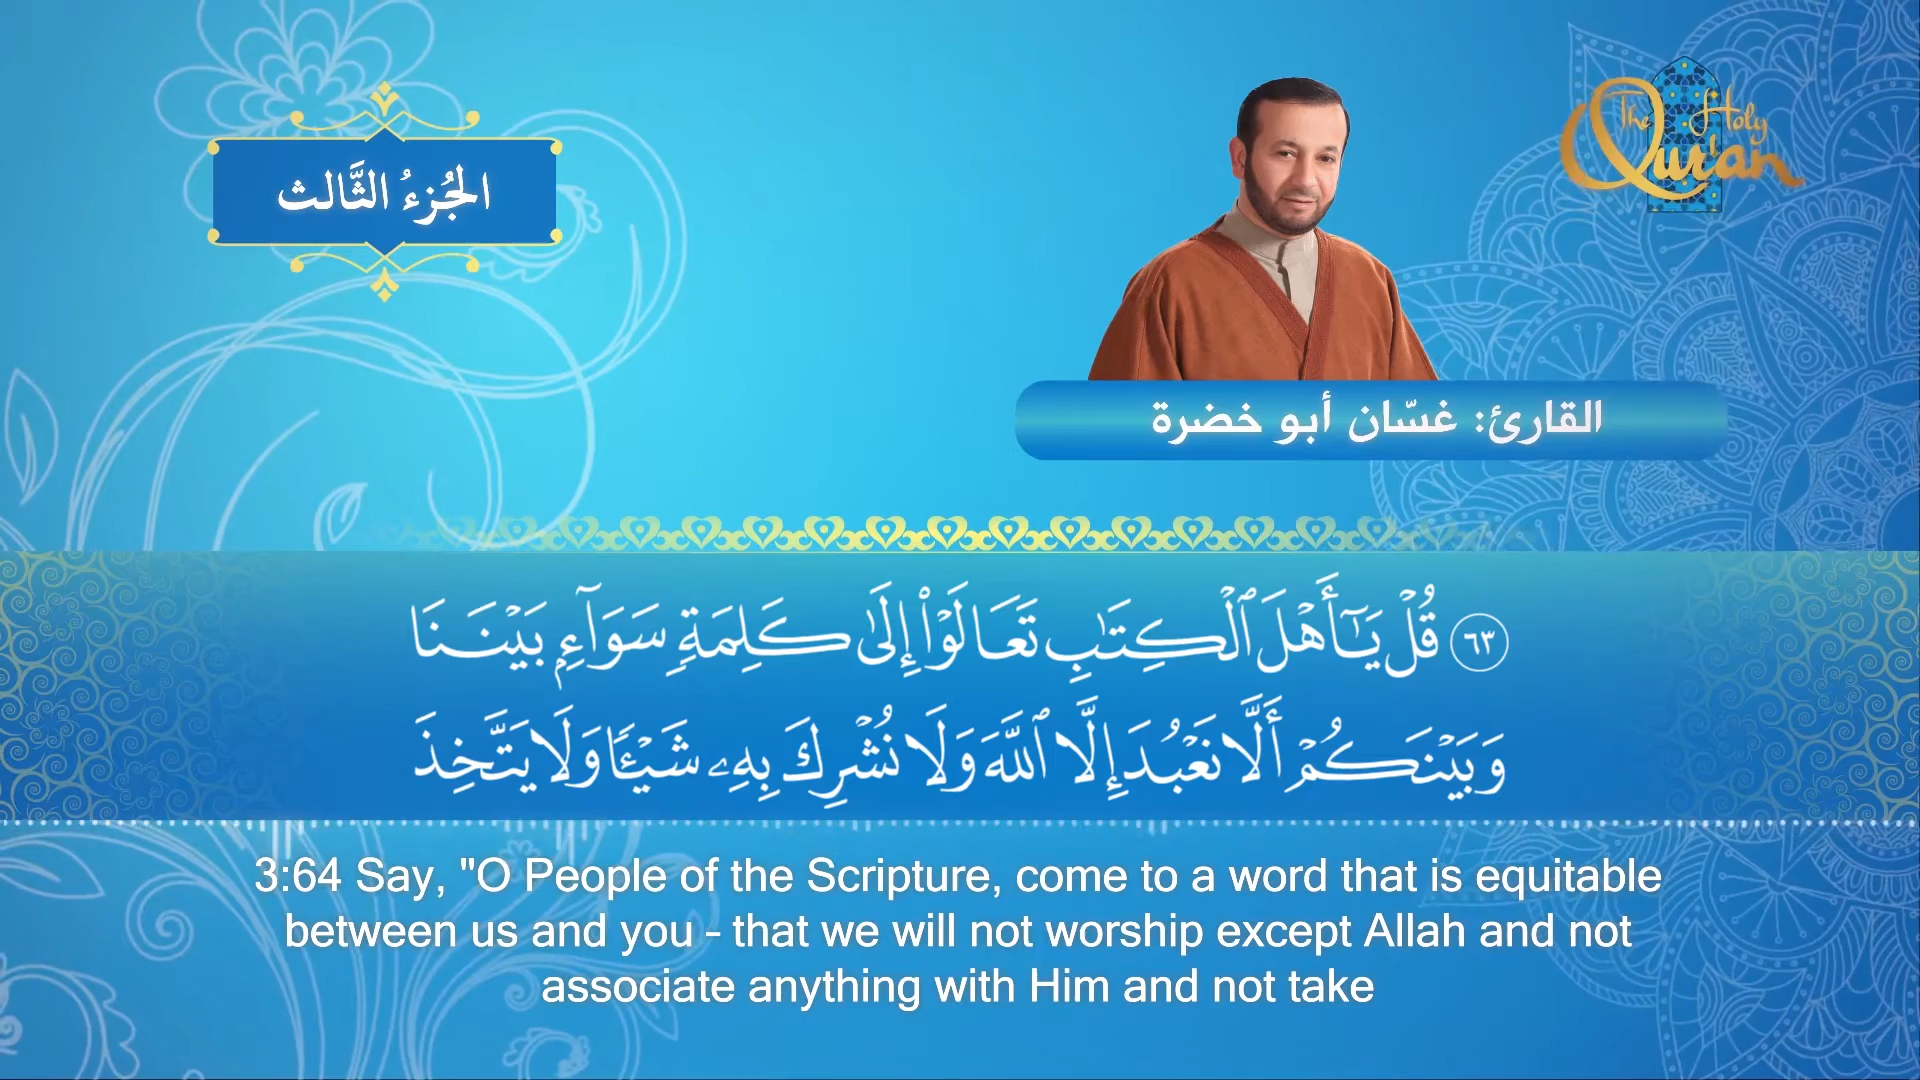 الجُزءُ الثَّالث
The Holy Qur'an
القارئ: غسّان أبو خضرة
٦٣ قُلْ يَٰٓأَهْلَ ٱلْكِتَٰبِ تَعَالَوْا۟ إِلَىٰ كَلِمَةٍ سَوَآءٍۭ بَيْنَنَا
وَبَيْنَكُمْ أَلَّا نَعْبُدَ إِلَّا ٱللَّهَ وَلَا نُشْرِكَ بِهِۦ شَيْـًٔا وَلَا يَتَّخِذَ
3:64 Say, "O People of the Scripture, come to a word that is equitable
between us and you – that we will not worship except Allah and not
associate anything with Him and not take